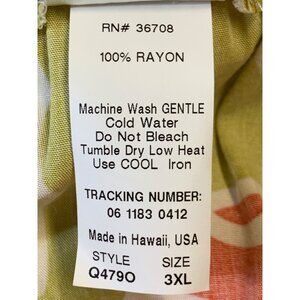 RN# 36708
100% RAYON
Machine Wash GENTLE
Cold Water
Do Not Bleach
Tumble Dry Low Heat
Use COOL Iron
TRACKING NUMBER:
06 1183 0412
Made in Hawaii, USA
STYLE SIZE
Q479O 3XL